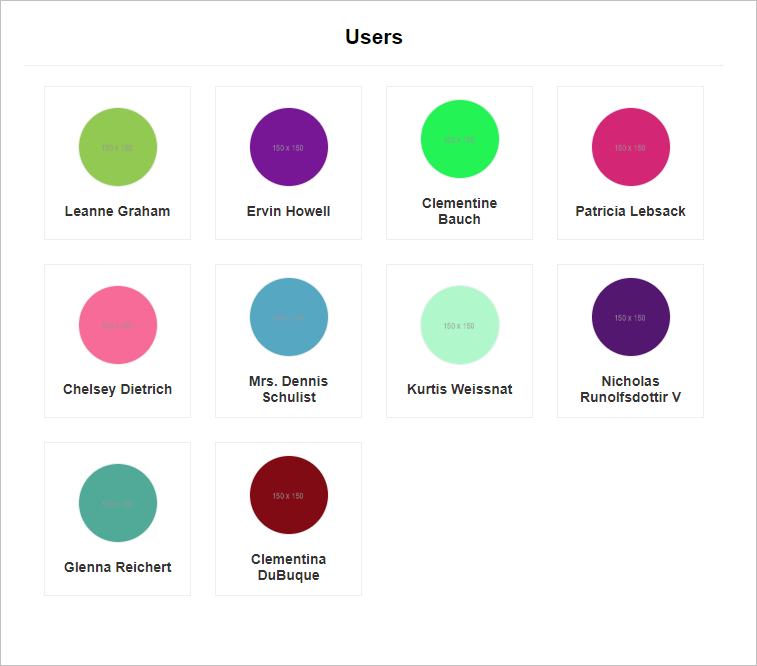 Users
150 x 150
150 x 150
150 x 150
150 x 150
Leanne Graham
Ervin Howell
Clementine
Bauch
Patricia Lebsack
150 x 150
150 x 150
150 x 150
150 x 150
Chelsey Dietrich
Mrs. Dennis
Schulist
Kurtis Weissnat
Nicholas
Runolfsdottir V
150 x 150
150 x 150
Glenna Reichert
Clementina
DuBuque